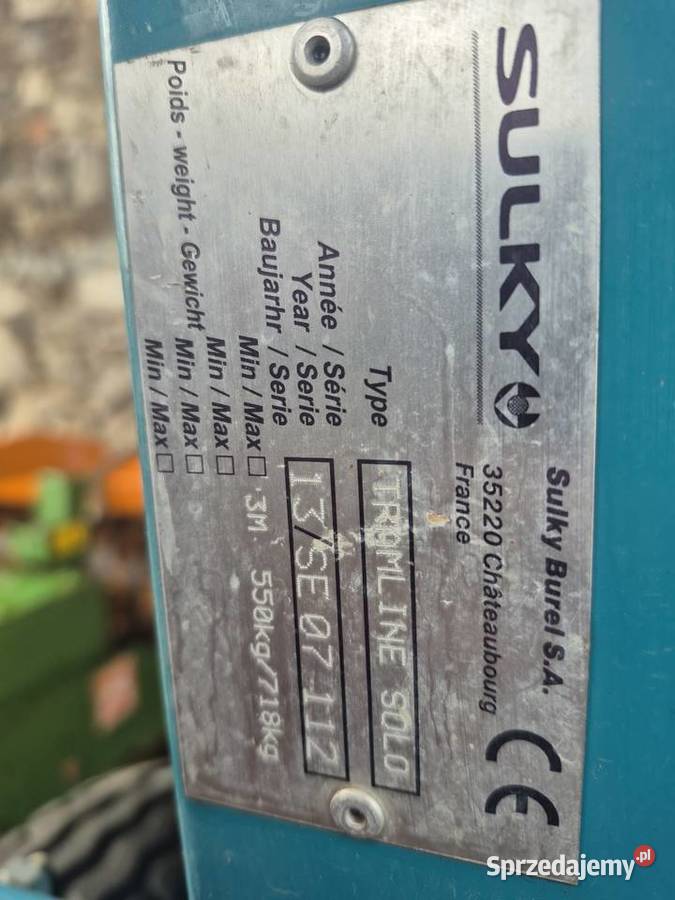 SULKY
Sulky Burel S.A.
35220 Châteaubourg
France
CE
Type TRAMLINE SOLO
Année / Série
Year / Serie
Baujarhr / Serie
13/SE 07 112
Poids - weight - Gewicht
Min / Max 3M 550kg/718kg
Min / Max
Min / Max
Min / Max
Sprzedajemy.pl